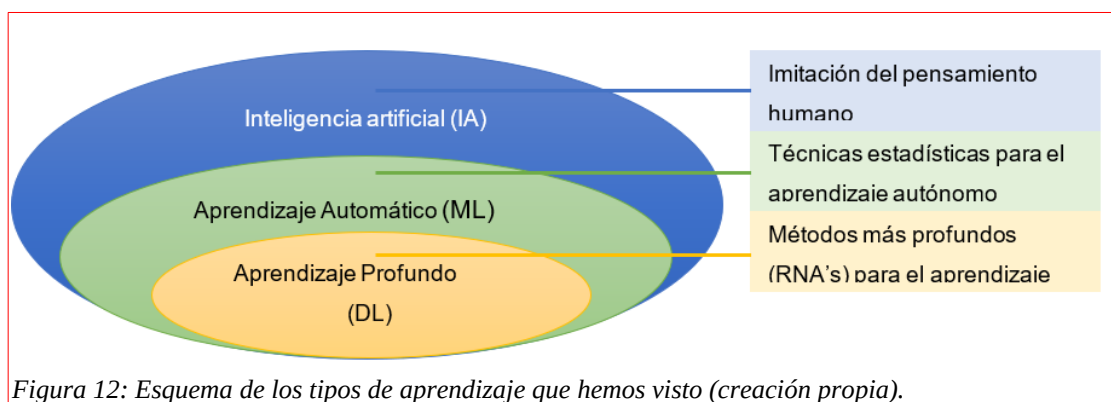 Imitación del pensamiento
humano
Inteligencia artificial (IA)
Técnicas estadísticas para el
aprendizaje autónomo
Aprendizaje Automático (ML)
Métodos más profundos
(RNA's) para el aprendizaje
Aprendizaje Profundo
(DL)
Figura 12: Esquema de los tipos de aprendizaje que hemos visto (creación propia).